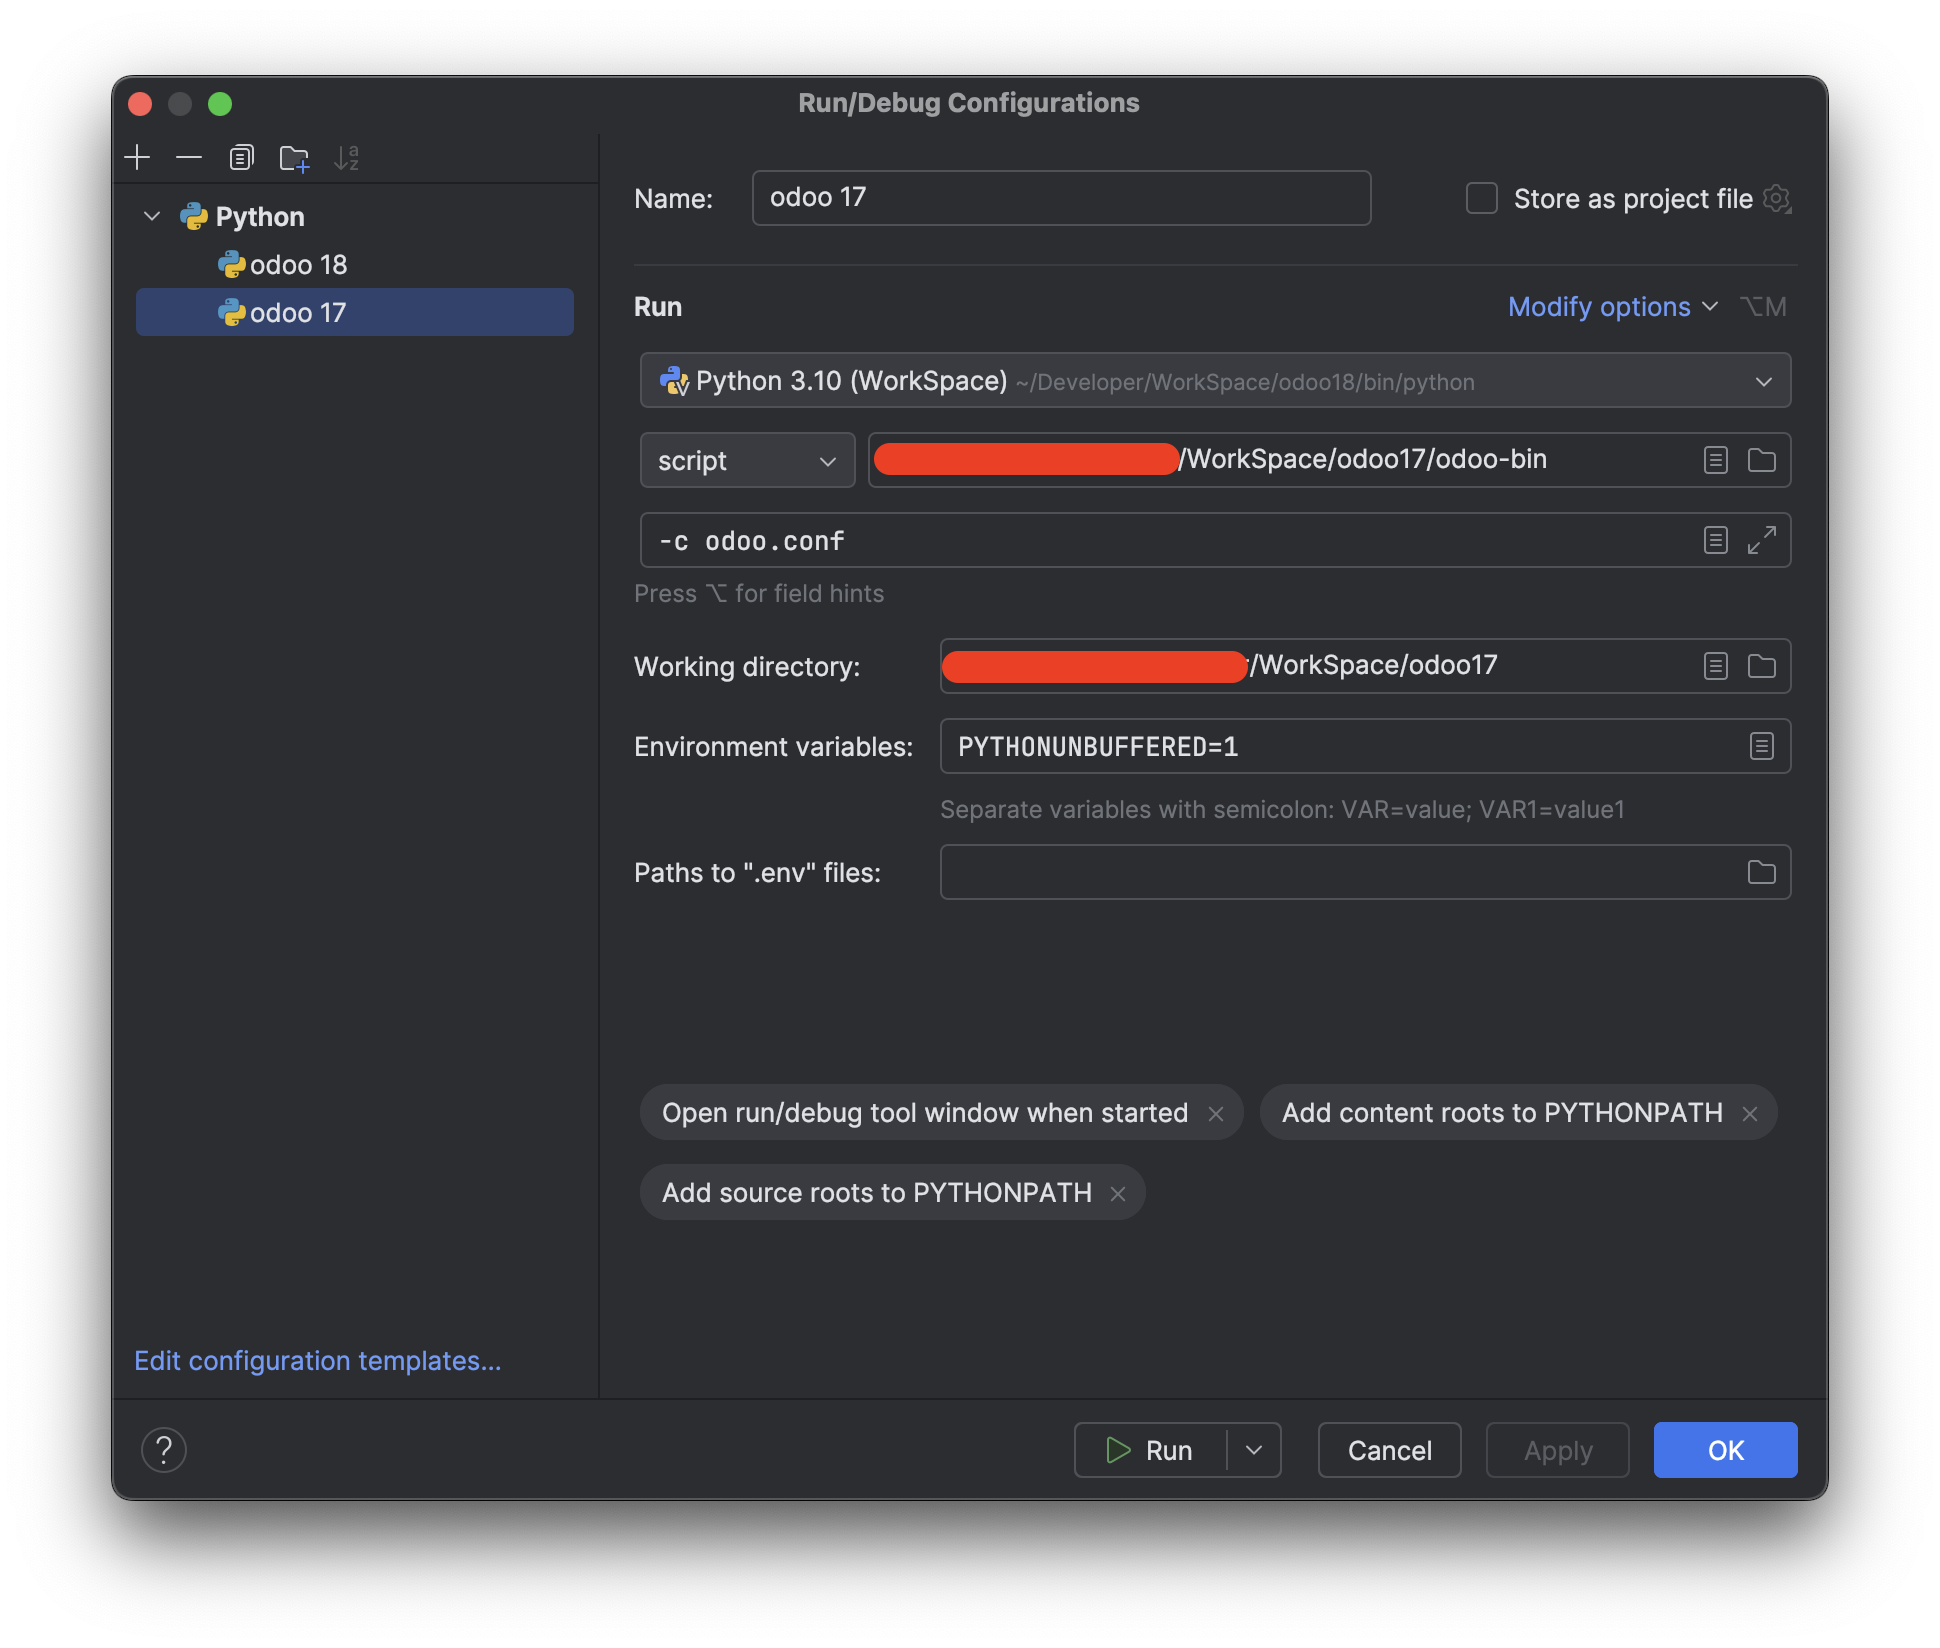 Run/Debug Configurations
Python
odoo 18
odoo 17
Edit configuration templates...
Name:
odoo 17
Store as project file
Run
Modify options
⌥M
Python 3.10 (WorkSpace) ~/Developer/WorkSpace/odoo18/bin/python
script
/WorkSpace/odoo17/odoo-bin
-c odoo.conf
Press ⌥ for field hints
Working directory:
/WorkSpace/odoo17
Environment variables:
PYTHONUNBUFFERED=1
Separate variables with semicolon: VAR=value; VAR1=value1
Paths to ".env" files:
Open run/debug tool window when started
Add content roots to PYTHONPATH
Add source roots to PYTHONPATH
?
Run
Cancel
Apply
OK